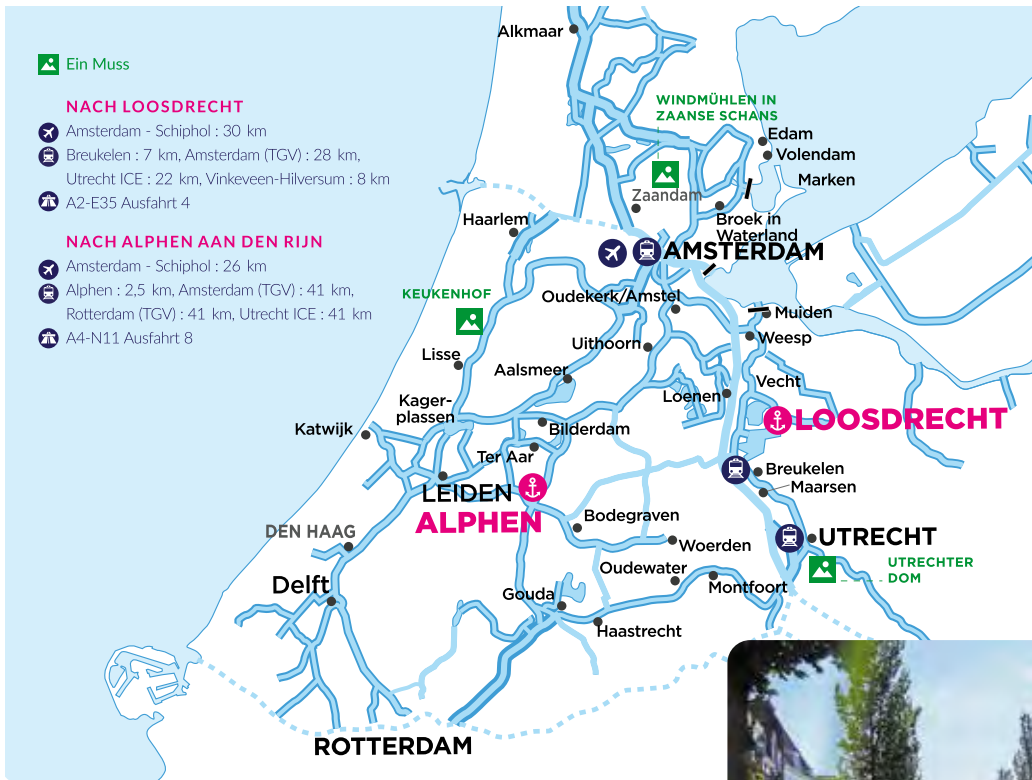 Ein Muss
NACH LOOSDRECHT
Amsterdam - Schiphol : 30 km
Breukelen : 7 km, Amsterdam (TGV) : 28 km,
Utrecht ICE : 22 km, Vinkeveen-Hilversum : 8 km
A2-E35 Ausfahrt 4
NACH ALPHEN AAN DEN RIJN
Amsterdam - Schiphol : 26 km
Alphen : 2,5 km, Amsterdam (TGV) : 41 km,
Rotterdam (TGV) : 41 km, Utrecht ICE : 41 km
A4-N11 Ausfahrt 8
Alkmaar
WINDMÜHLEN IN
ZAANSE SCHANS
Edam
Volendam
Marken
Zaandam
Broek in
Waterland
Haarlem
AMSTERDAM
KEUKENHOF
Oudekerk/Amstel
Muiden
Weesp
Uithoorn
Lisse
Aalsmeer
Vecht
Loenen
Kager-
plassen
LOOSDRECHT
Katwijk
Bilderdam
Ter Aar
Breukelen
Maarsen
LEIDEN
ALPHEN
Bodegraven
DEN HAAG
UTRECHT
Woerden
UTRECHTER
DOM
Oudewater
Montfoort
Delft
Gouda
Haastrecht
ROTTERDAM